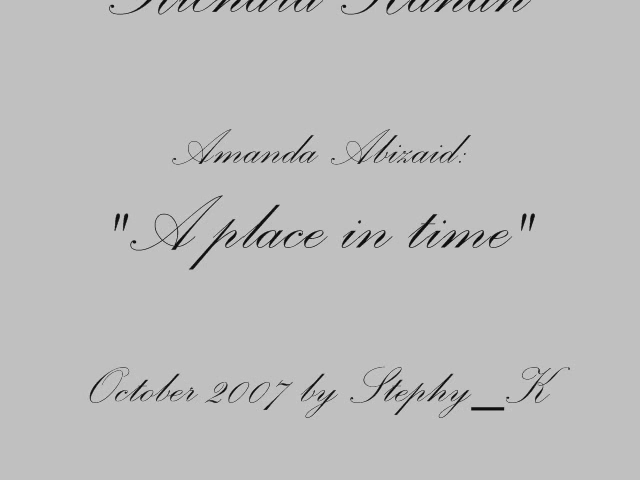 Amanda Abizaid:
"A place in time"
October 2007 by Stephy_K